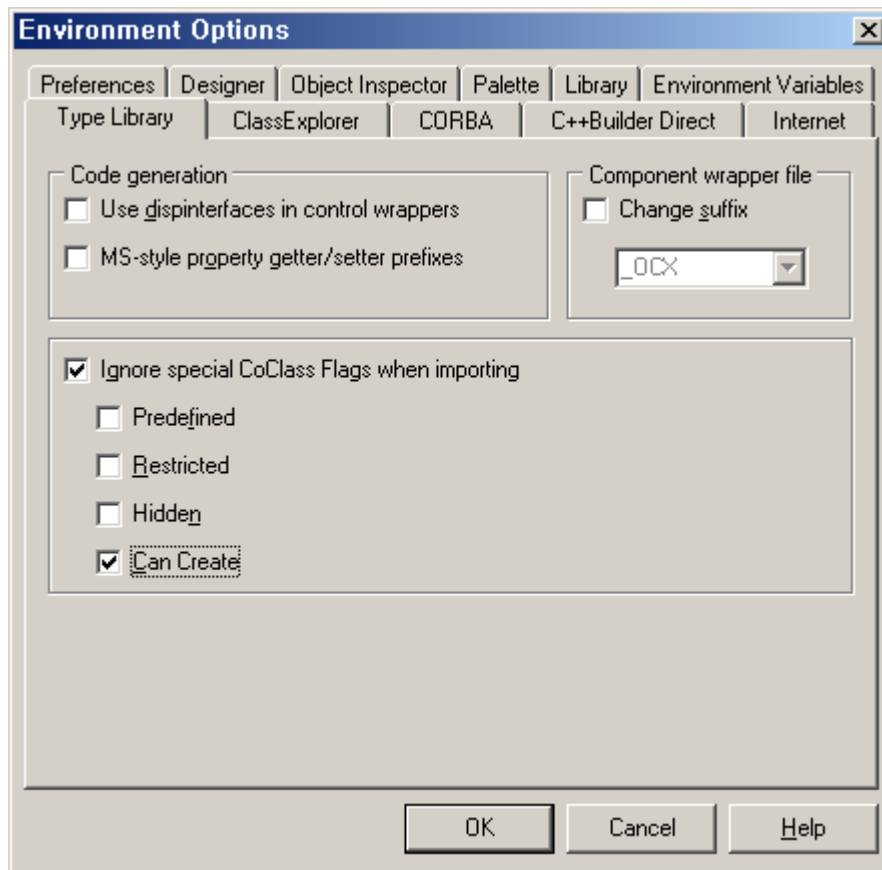 Environment Options
Preferences Designer Object Inspector Palette Library Environment Variables
Type Library ClassExplorer CORBA C++Builder Direct Internet
Code generation
Use dispinterfaces in control wrappers
MS-style property getter/setter prefixes
Component wrapper file
Change suffix
_OCX
Ignore special CoClass Flags when importing
Predefined
Restricted
Hidden
Can Create
OK Cancel Help